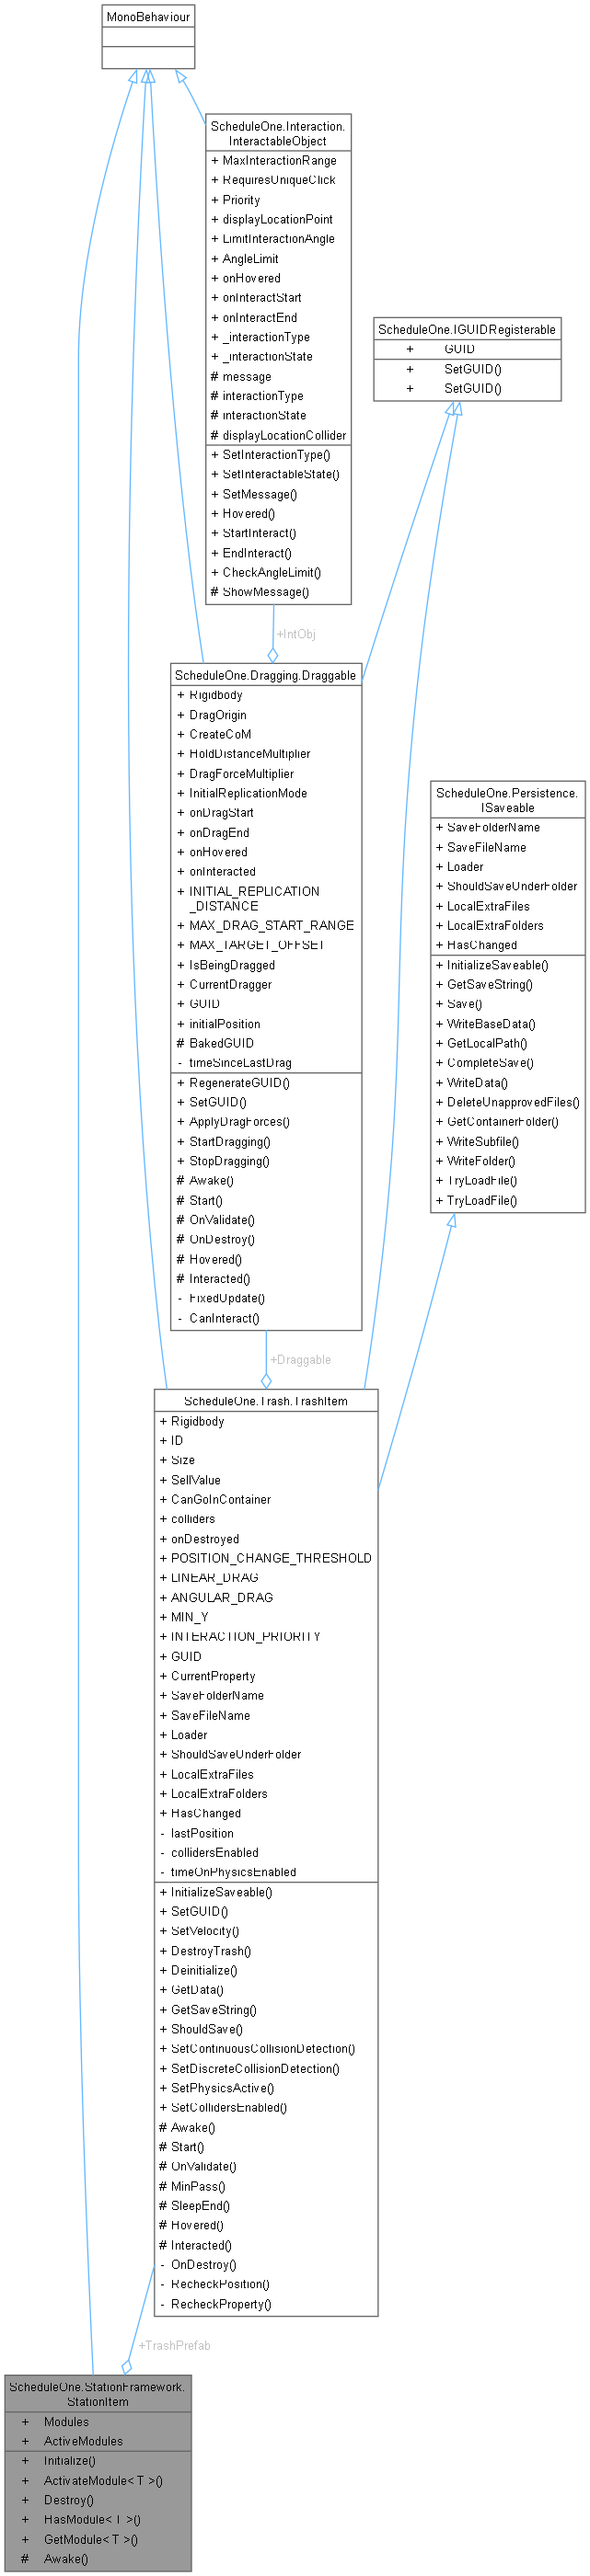 MonoBehaviour
ScheduleOne.Interaction.
InteractableObject
+ MaxInteractionRange
+ RequiresUniqueClick
+ Priority
+ displayLocationPoint
+ LimitInteractionAngle
+ AngleLimit
+ onHovered
+ onInteractStart
+ onInteractEnd
+ _interactionType
+ _interactionState
# message
# interactionType
# interactionState
# displayLocationCollider
+ SetInteractionType()
+ SetInteractableState()
+ SetMessage()
+ Hovered()
+ StartInteract()
+ EndInteract()
+ CheckAngleLimit()
# ShowMessage()
ScheduleOne.IGUIDRegisterable
+ GUID
+ SetGUID()
+ SetGUID()
+IntObj
ScheduleOne.Dragging.Draggable
+ Rigidbody
+ DragOrigin
+ CreateCoM
+ HoldDistanceMultiplier
+ DragForceMultiplier
+ InitialReplicationMode
+ onDragStart
+ onDragEnd
+ onHovered
+ onInteracted
+ INITIAL_REPLICATION
_DISTANCE
+ MAX_DRAG_START_RANGE
+ MAX_TARGET_OFFSET
+ IsBeingDragged
+ CurrentDragger
+ GUID
+ initialPosition
# BakedGUID
- timeSinceLastDrag
+ RegenerateGUID()
+ SetGUID()
+ ApplyDragForces()
+ StartDragging()
+ StopDragging()
# Awake()
# Start()
# OnValidate()
# OnDestroy()
# Hovered()
# Interacted()
- FixedUpdate()
- CanInteract()
ScheduleOne.Persistence.
ISaveable
+ SaveFolderName
+ SaveFileName
+ Loader
+ ShouldSaveUnderFolder
+ LocalExtraFiles
+ LocalExtraFolders
+ HasChanged
+ InitializeSaveable()
+ GetSaveString()
+ Save()
+ WriteBaseData()
+ GetLocalPath()
+ CompleteSave()
+ WriteData()
+ DeleteUnapprovedFiles()
+ GetContainerFolder()
+ WriteSubfile()
+ WriteFolder()
+ TryLoadFile()
+ TryLoadFile()
+Draggable
ScheduleOne.Trash.TrashItem
+ Rigidbody
+ ID
+ Size
+ SellValue
+ CanGoInContainer
+ colliders
+ onDestroyed
+ POSITION_CHANGE_THRESHOLD
+ LINEAR_DRAG
+ ANGULAR_DRAG
+ MIN_Y
+ INTERACTION_PRIORITY
+ GUID
+ CurrentProperty
+ SaveFolderName
+ SaveFileName
+ Loader
+ ShouldSaveUnderFolder
+ LocalExtraFiles
+ LocalExtraFolders
+ HasChanged
- lastPosition
- collidersEnabled
- timeOnPhysicsEnabled
+ InitializeSaveable()
+ SetGUID()
+ SetVelocity()
+ DestroyTrash()
+ Deinitialize()
+ GetData()
+ GetSaveString()
+ ShouldSave()
+ SetContinuousCollisionDetection()
+ SetDiscreteCollisionDetection()
+ SetPhysicsActive()
+ SetCollidersEnabled()
# Awake()
# Start()
# OnValidate()
# MinPass()
# SleepEnd()
# Hovered()
# Interacted()
- OnDestroy()
- RecheckPosition()
- RecheckProperty()
+TrashPrefab
ScheduleOne.StationFramework.
StationItem
+ Modules
+ ActiveModules
+ Initialize()
+ ActivateModule< T >()
+ Destroy()
+ HasModule< T >()
+ GetModule< T >()
# Awake()